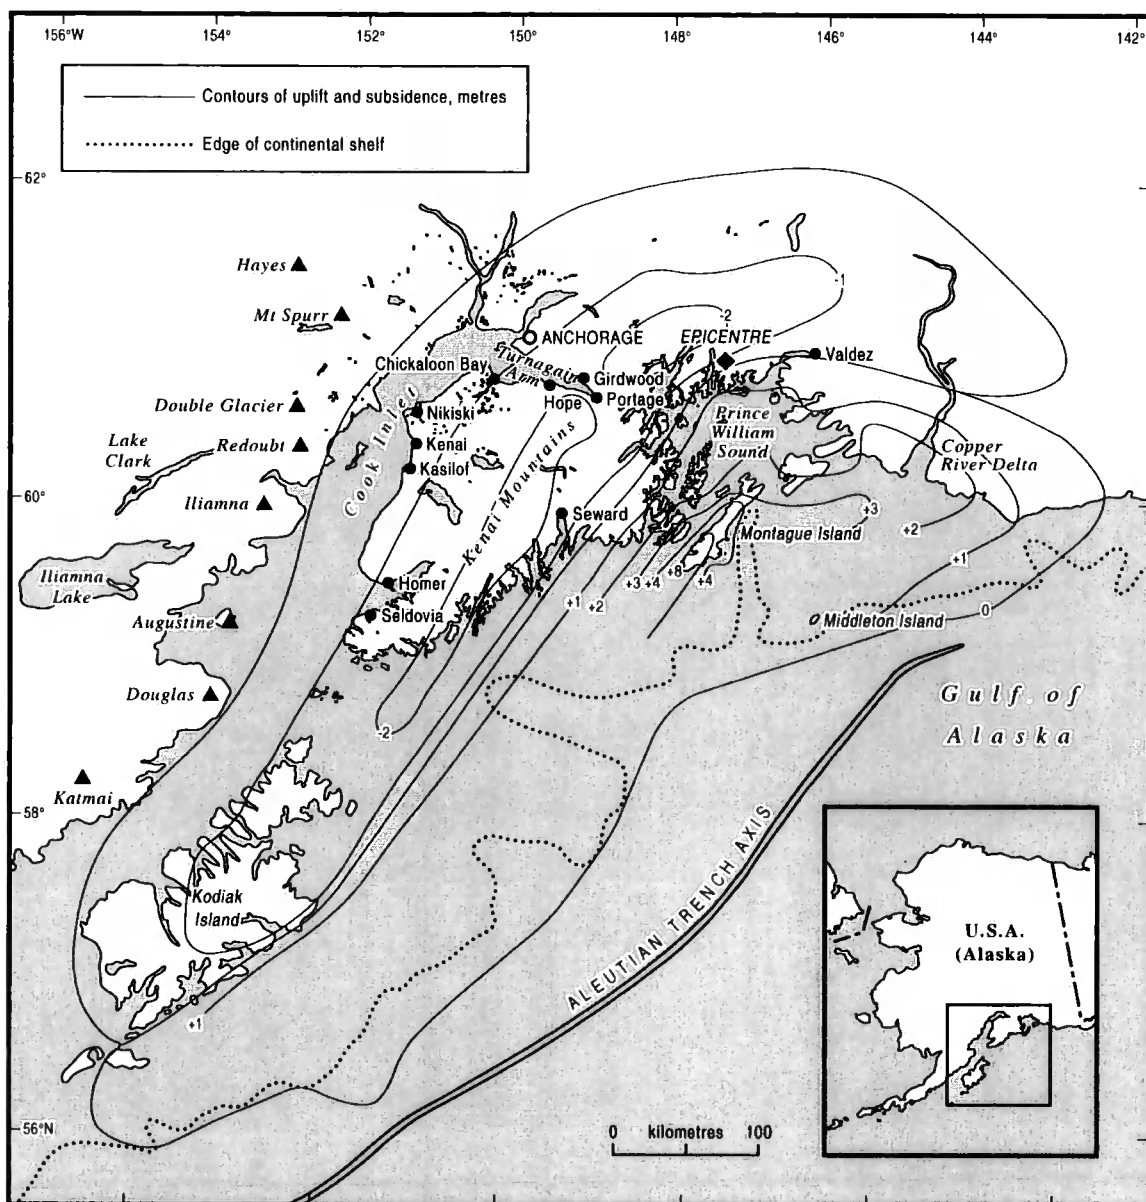 156°W
154°
152°
150°
148°
146°
144°
142°
Contours of uplift and subsidence, metres
Edge of continental shelf
62°
Hayes
Mt Spurr
-1
-2
ANCHORAGE
EPICENTRE
Valdez
Chickaloon Bay
Turnagain
Arm
Girdwood
Hope
Portage
Double Glacier
Nikiski
Prince
William
Sound
Redoubt
Cook Inlet
Kenai
Lake
Clark
Kasilof
Copper
River Delta
60°
Iliamna
Kenai Mountains
Seward
+3
+2
Montague Island
+1
Iliamna
Lake
Homer
+1
+2
+3
+4
+8
+4
0
Seldovia
Augustine
Middleton Island
Douglas
Gulf of
Alaska
-2
Katmai
58°
Kodiak
Island
ALEUTIAN TRENCH AXIS
U.S.A.
(Alaska)
+1
56°N
0 kilometres 100